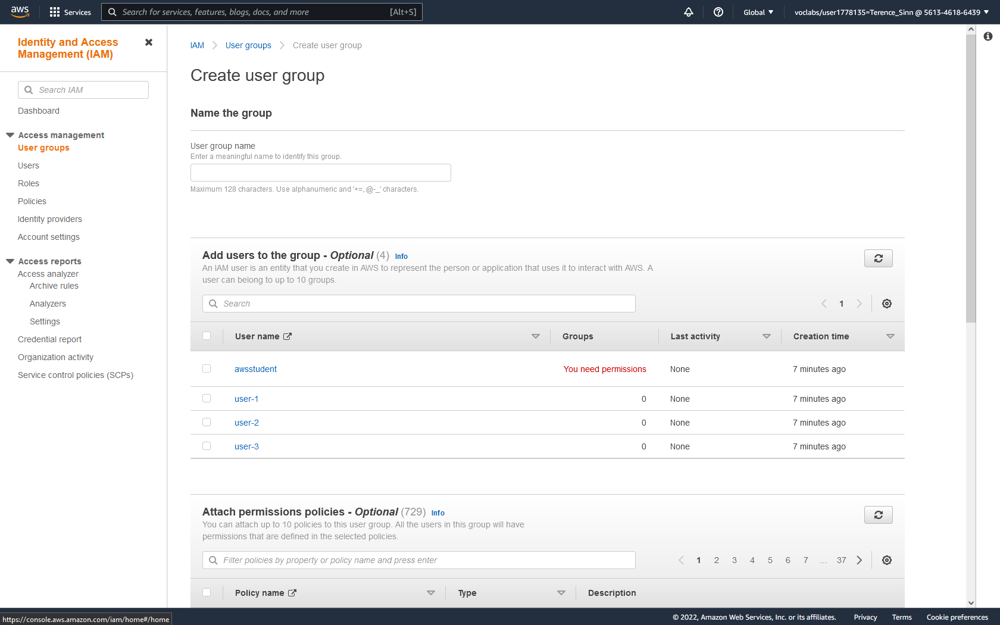 aws
Services
Search for services, features, blogs, docs, and more
[Alt+S]
Global ▼
voclabs/user1778135=Terence_Sinn @ 5613-4618-6439 ▼
Identity and Access
Management (IAM)
Search IAM
Dashboard
Access management
User groups
Users
Roles
Policies
Identity providers
Account settings
Access reports
Access analyzer
Archive rules
Analyzers
Settings
Credential report
Organization activity
Service control policies (SCPs)
IAM > User groups > Create user group
Create user group
Name the group
User group name
Enter a meaningful name to identify this group.
Maximum 128 characters. Use alphanumeric and '+=,.@-_' characters.
Add users to the group - Optional (4) Info
An IAM user is an entity that you create in AWS to represent the person or application that uses it to interact with AWS. A
user can belong to up to 10 groups.
Search
1
User name Groups Last activity Creation time
awsstudent You need permissions None 7 minutes ago
user-1 0 None 7 minutes ago
user-2 0 None 7 minutes ago
user-3 0 None 7 minutes ago
Attach permissions policies - Optional (729) Info
You can attach up to 10 policies to this user group. All the users in this group will have
permissions that are defined in the selected policies.
Filter policies by property or policy name and press enter
1 2 3 4 5 6 7 ... 37
Policy name Type Description
https://console.aws.amazon.com/iam/home#/home
© 2022, Amazon Web Services, Inc. or its affiliates. Privacy Terms Cookie preferences